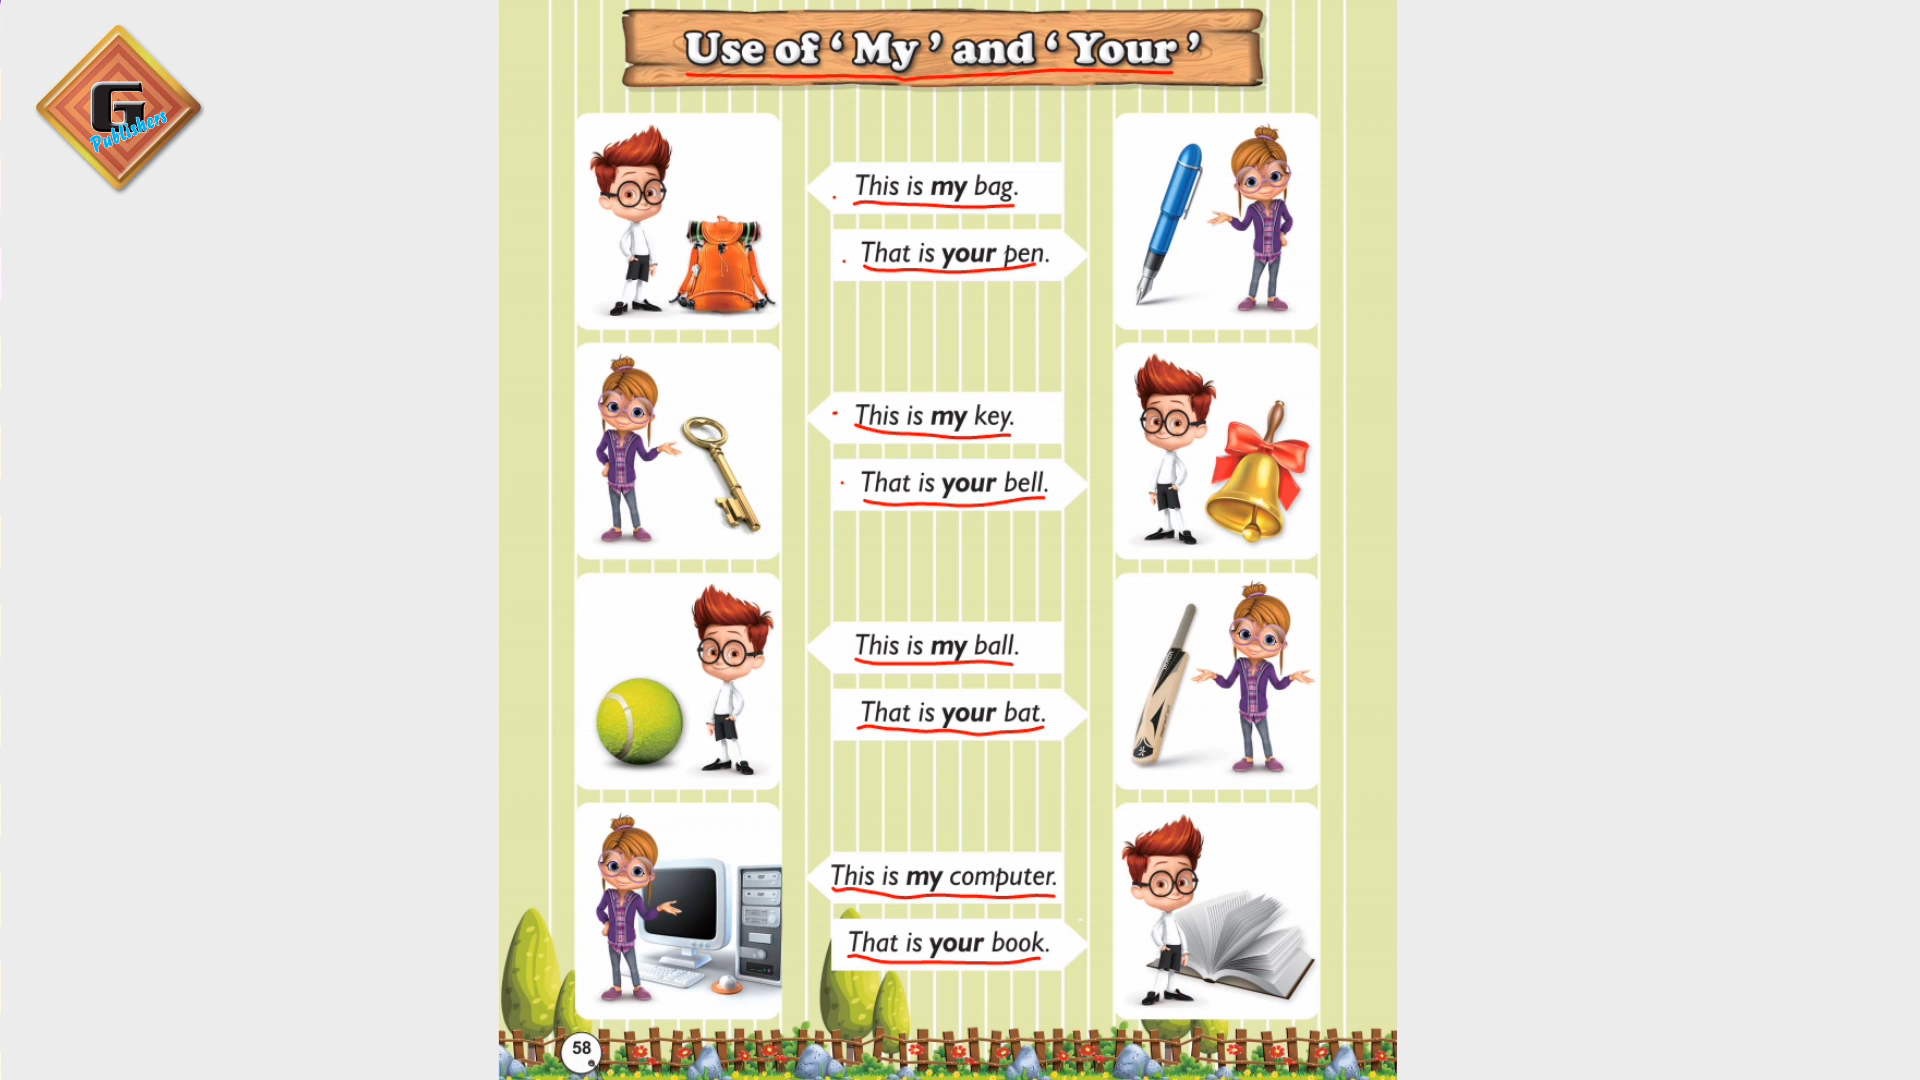 G
Publishers
Use of ‘ My ’ and ‘ Your ’
This is my bag.
That is your pen.
This is my key.
That is your bell.
This is my ball.
That is your bat.
This is my computer.
That is your book.
58